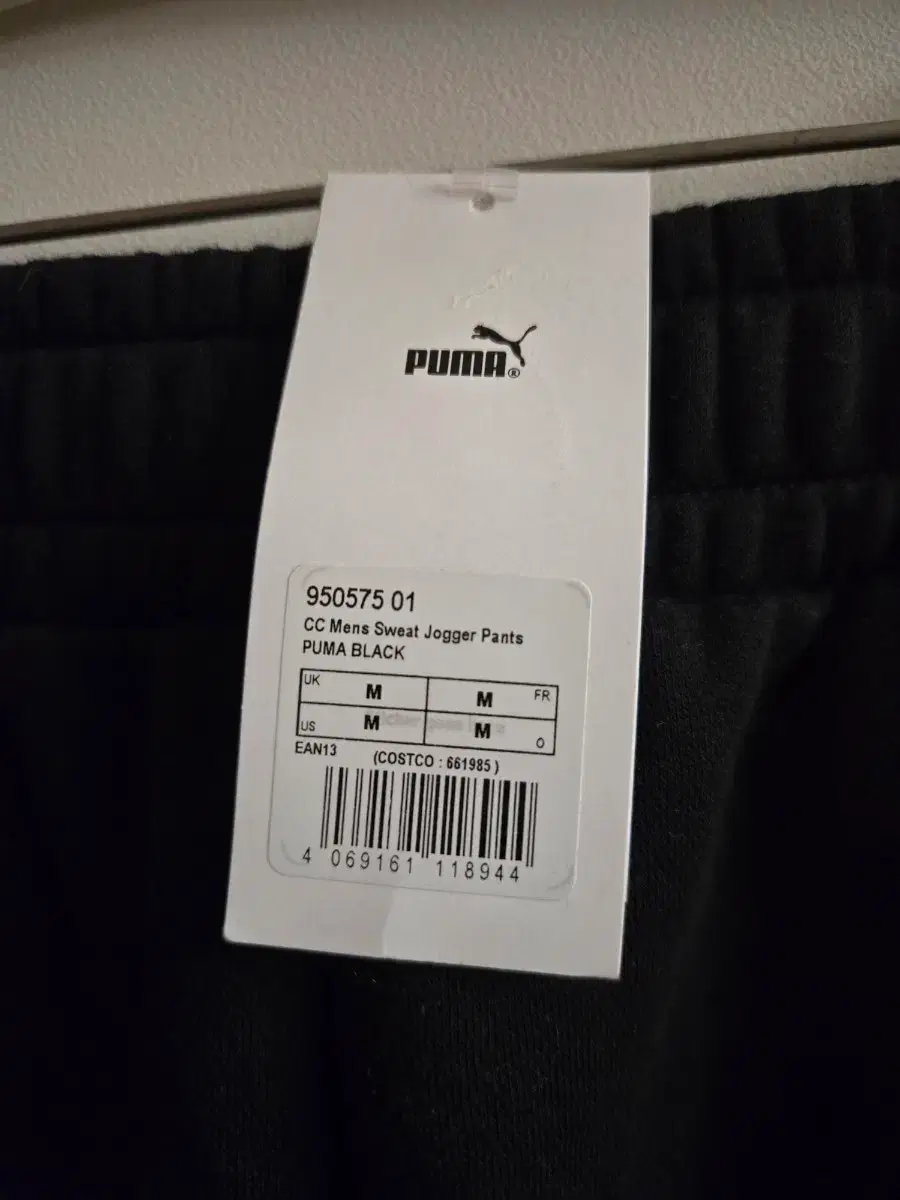 PUMA®
950575 01
CC Mens Sweat Jogger Pants
PUMA BLACK
UK M M FR
US M M O
EAN13 (COSTCO : 661985 )
4 069161 118944